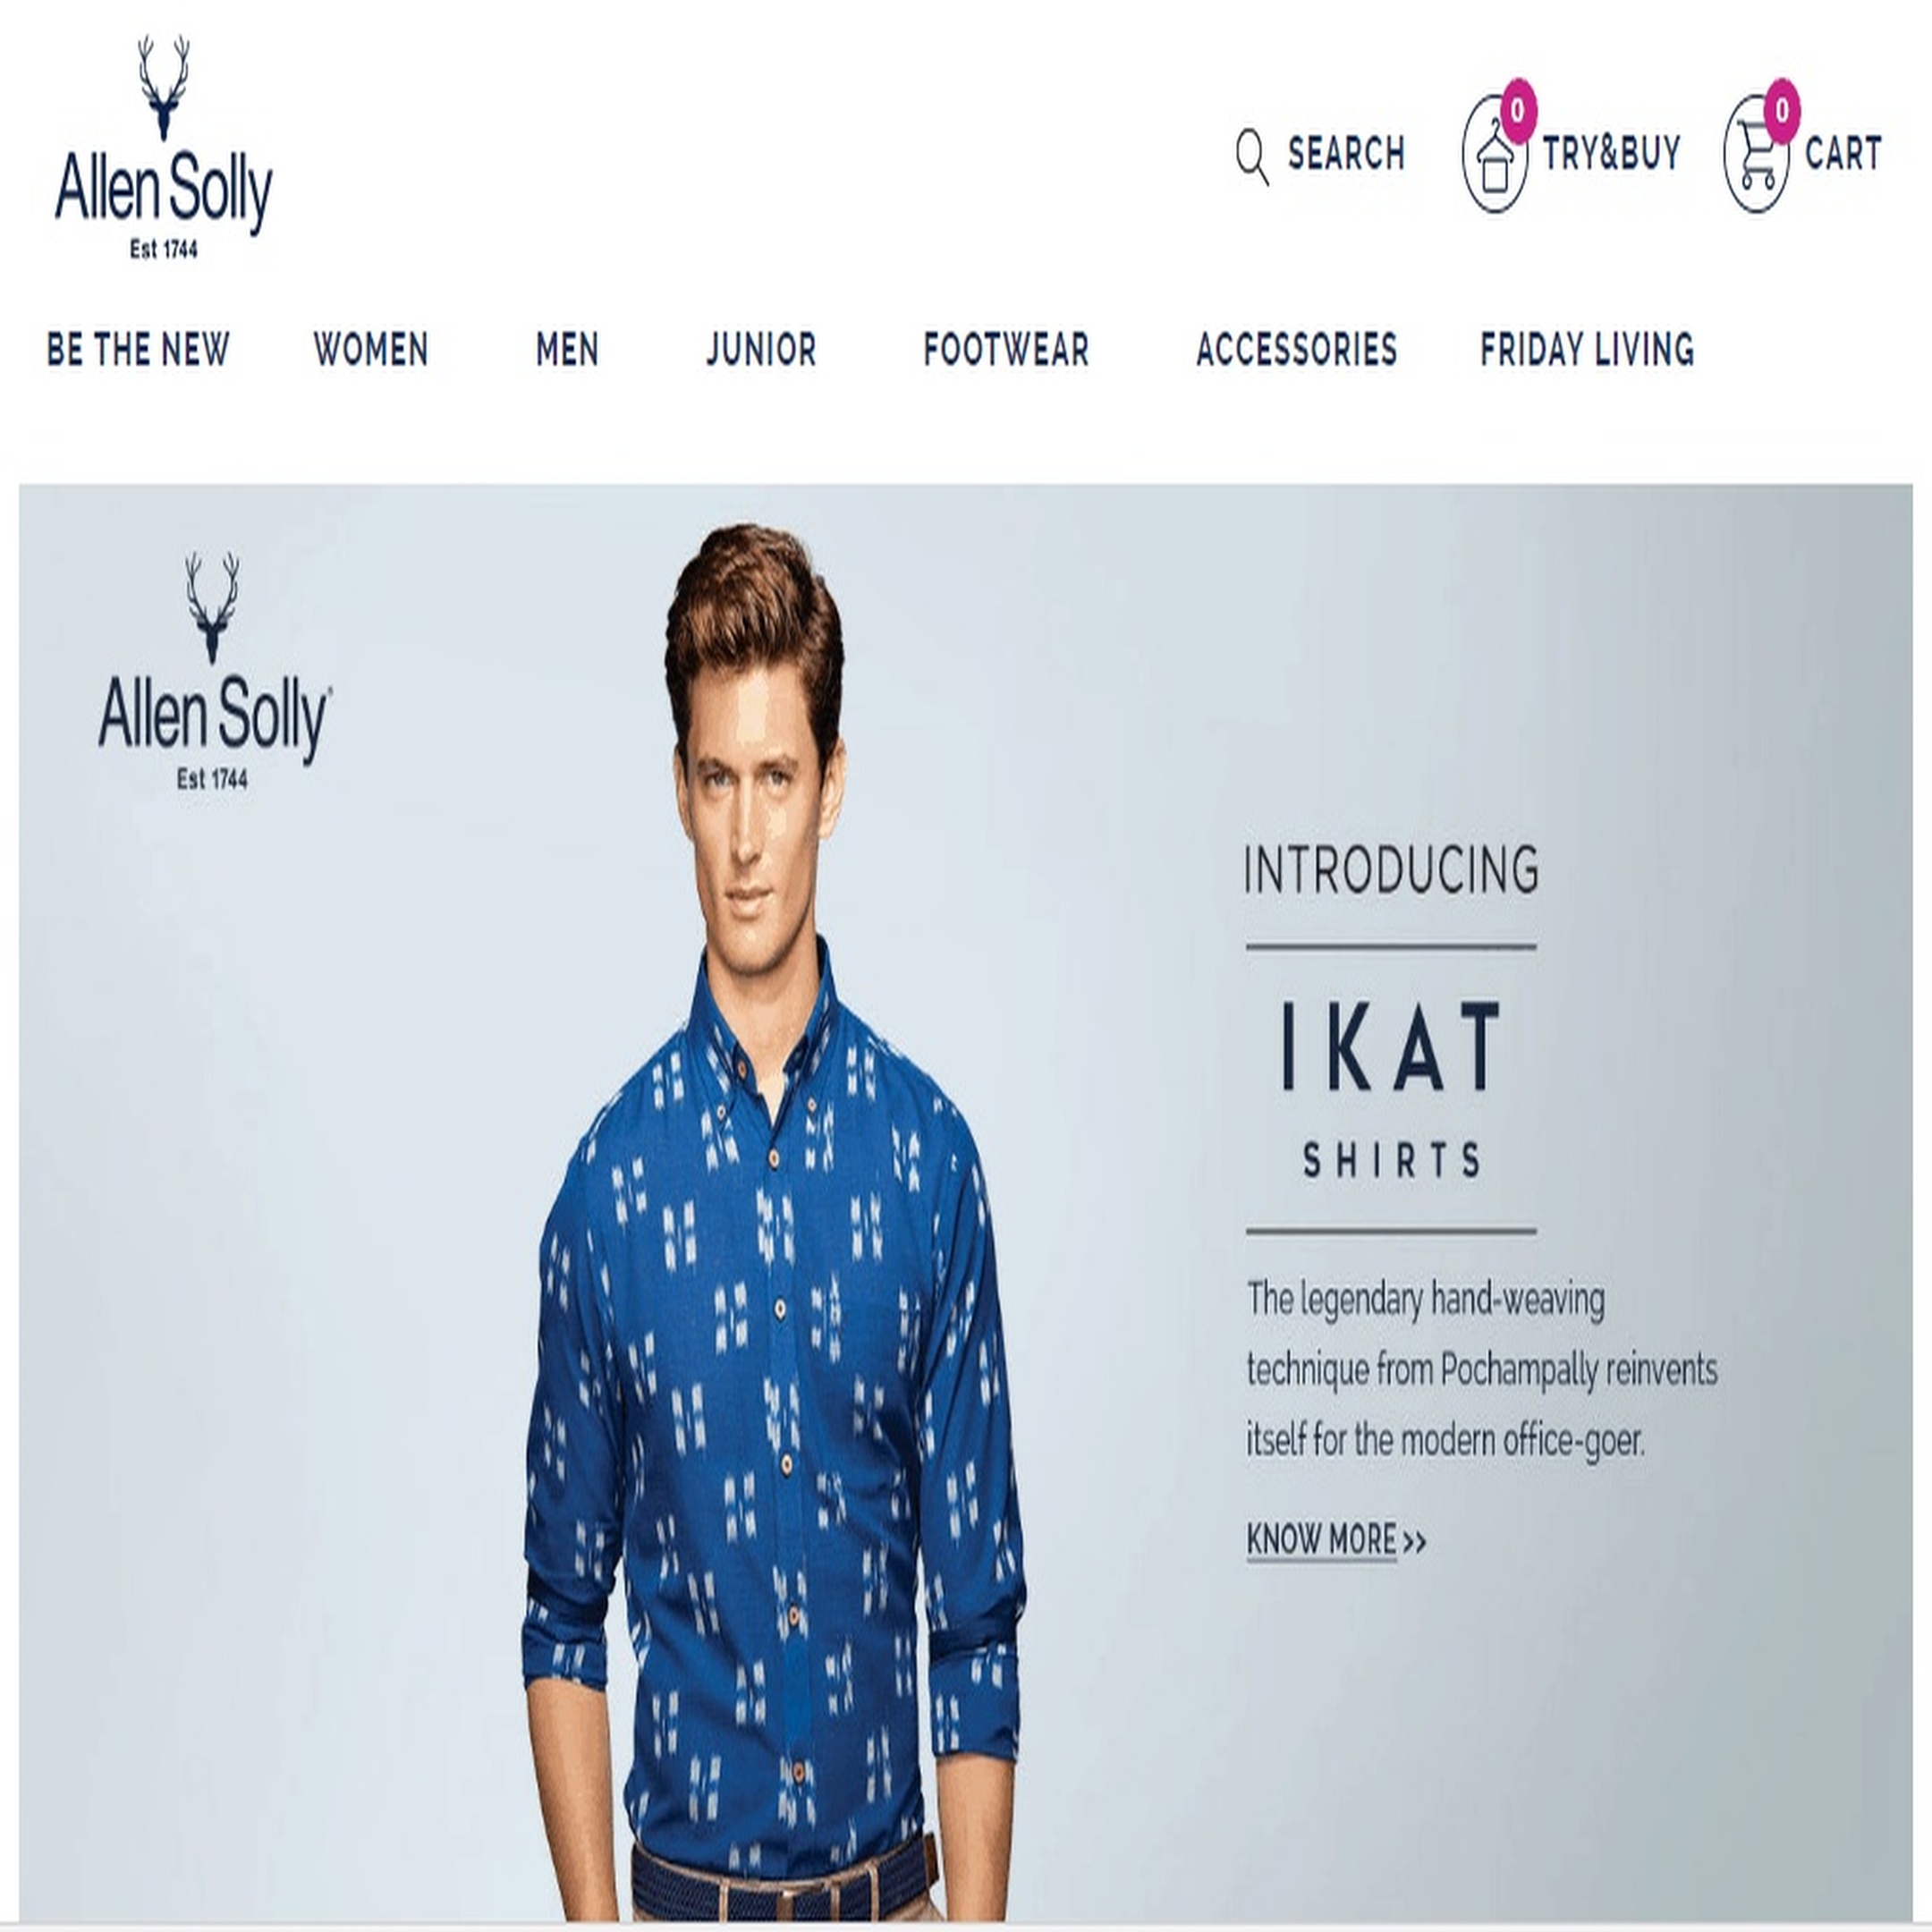 Allen Solly
Est 1744
SEARCH
0
TRY&BUY
0
CART
BE THE NEW
WOMEN
MEN
JUNIOR
FOOTWEAR
ACCESSORIES
FRIDAY LIVING
Allen Solly
Est 1744
INTRODUCING
IKAT
SHIRTS
The legendary hand-weaving
technique from Pochampally reinvents
itself for the modern office-goer.
KNOW MORE >>